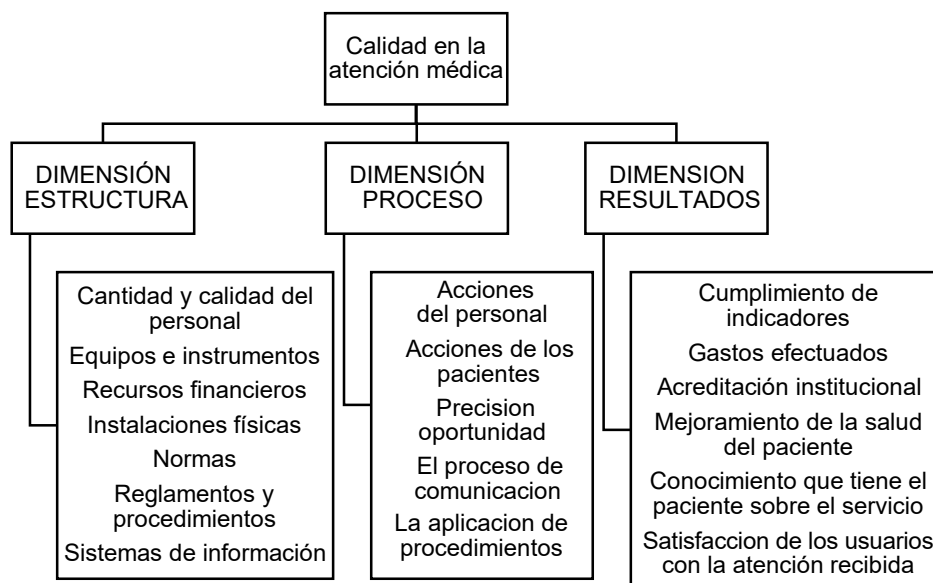 Calidad en la
atención médica
DIMENSIÓN
ESTRUCTURA
DIMENSIÓN
PROCESO
DIMENSION
RESULTADOS
Cantidad y calidad del
personal
Equipos e instrumentos
Recursos financieros
Instalaciones físicas
Normas
Reglamentos y
procedimientos
Sistemas de información
Acciones
del personal
Acciones de los
pacientes
Precision
oportunidad
El proceso de
comunicacion
La aplicacion de
procedimientos
Cumplimiento de
indicadores
Gastos efectuados
Acreditación institucional
Mejoramiento de la salud
del paciente
Conocimiento que tiene el
paciente sobre el servicio
Satisfaccion de los usuarios
con la atención recibida